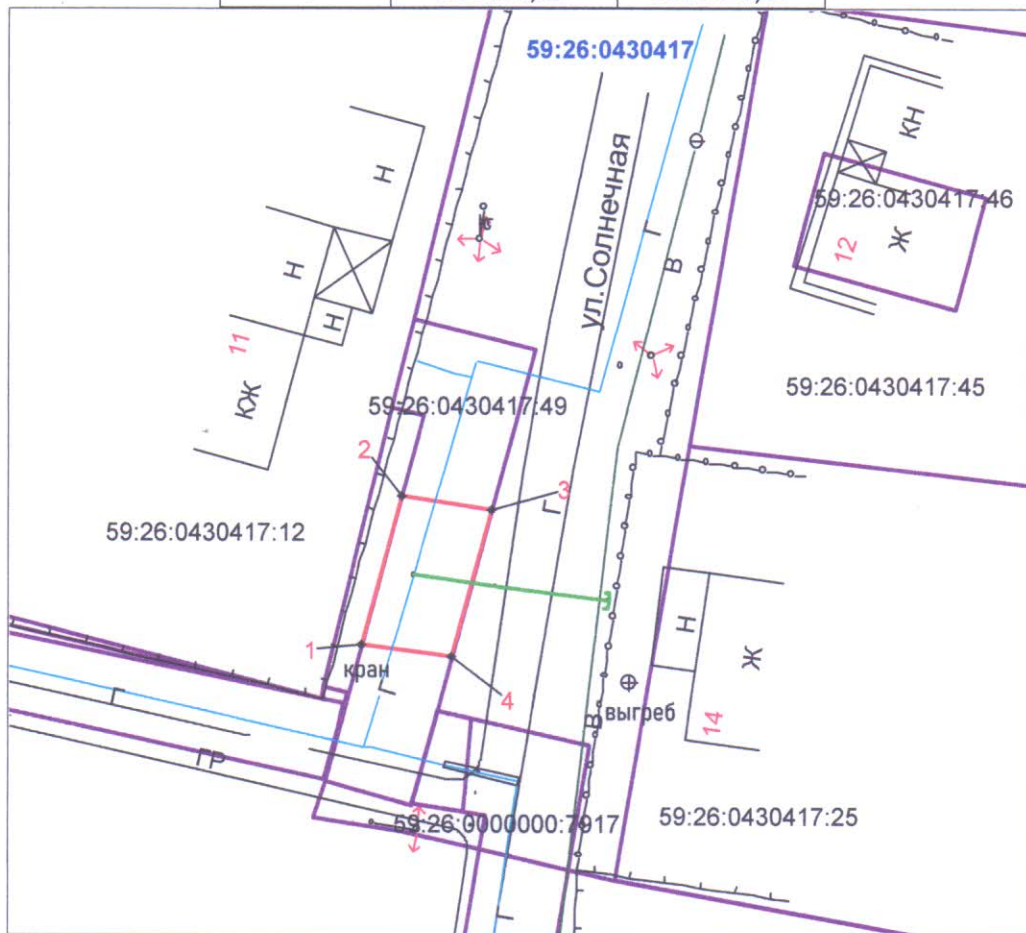 59:26:0430417
КН
Н
59:26:0430417:46
ул.Солнечная
Г
12
Ж
Н
В
Н
11
59:26:0430417:45
КЖ
59:26:0430417:49
2
3
Г
59:26:0430417:12
Н
Ж
1
кран
Г
4
Г
В
выгреб
14
ГР
59:26:0000000:7917
59:26:0430417:25
Г